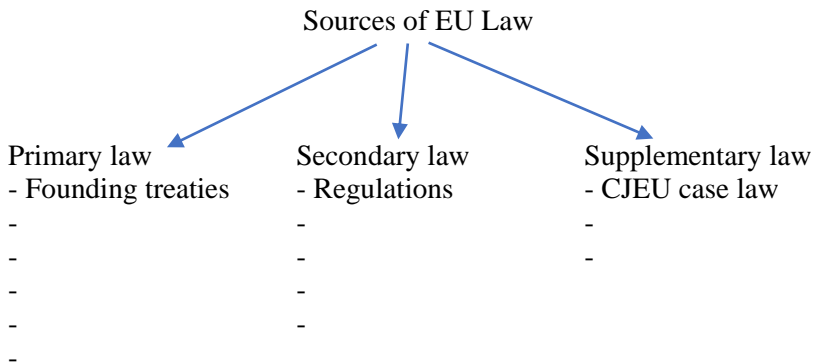 Sources of EU Law
Primary law Secondary law Supplementary law
- Founding treaties - Regulations - CJEU case law
- - -
- - -
- -
- -
-